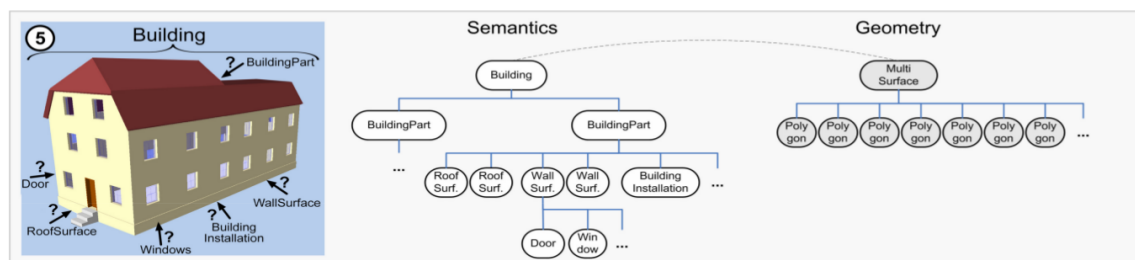 5
Building
?
BuildingPart
?
Door
?
RoofSurface
?
Windows
?
Building
Installation
?
WallSurface
Semantics
Building
BuildingPart
BuildingPart
...
Roof
Surf.
Roof
Surf.
Wall
Surf.
Wall
Surf.
Building
Installation
...
Door
Win
dow
...
Geometry
Multi
Surface
Poly
gon
Poly
gon
Poly
gon
Poly
gon
Poly
gon
Poly
gon
Poly
gon
...